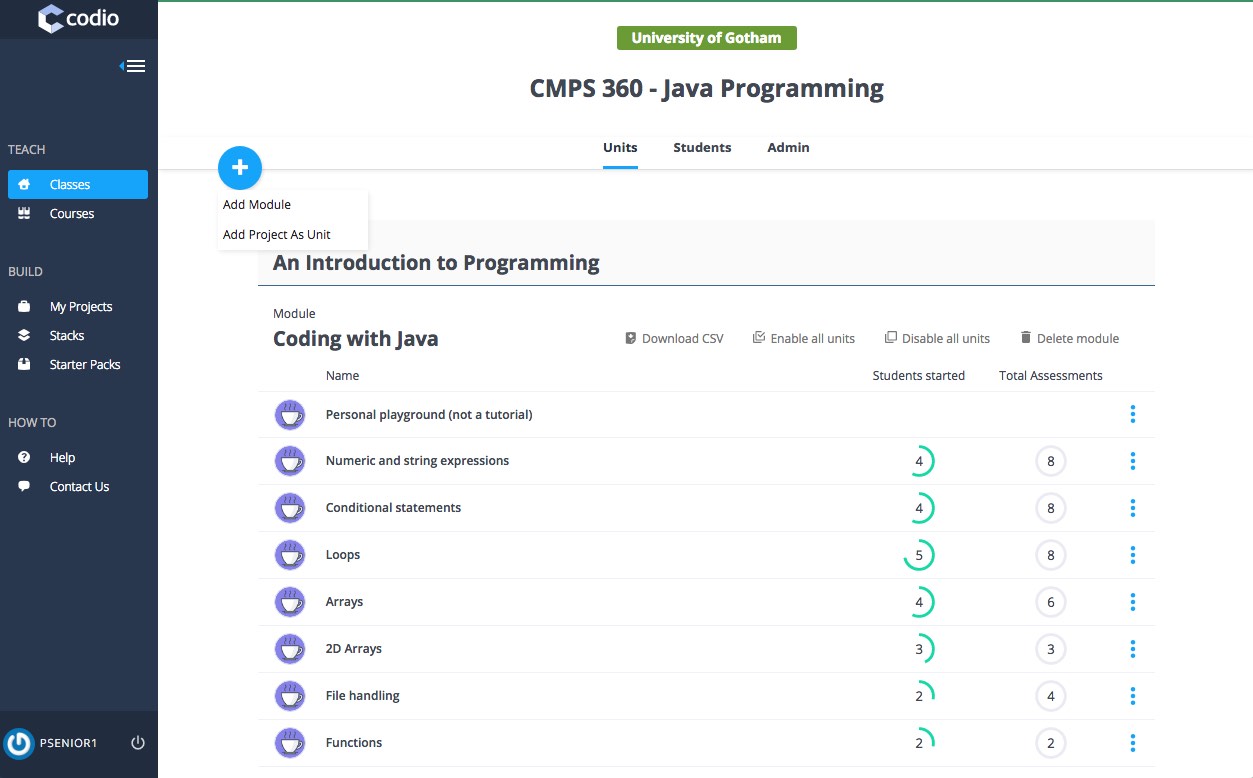 codio
TEACH
Classes
Courses
BUILD
My Projects
Stacks
Starter Packs
HOW TO
Help
Contact Us
PSENIOR1
University of Gotham
CMPS 360 - Java Programming
Units Students Admin
+
Add Module
Add Project As Unit
An Introduction to Programming
Module
Coding with Java Download CSV Enable all units Disable all units Delete module
Name Students started Total Assessments
Personal playground (not a tutorial)
Numeric and string expressions 4 8
Conditional statements 4 8
Loops 5 8
Arrays 4 6
2D Arrays 3 3
File handling 2 4
Functions 2 2